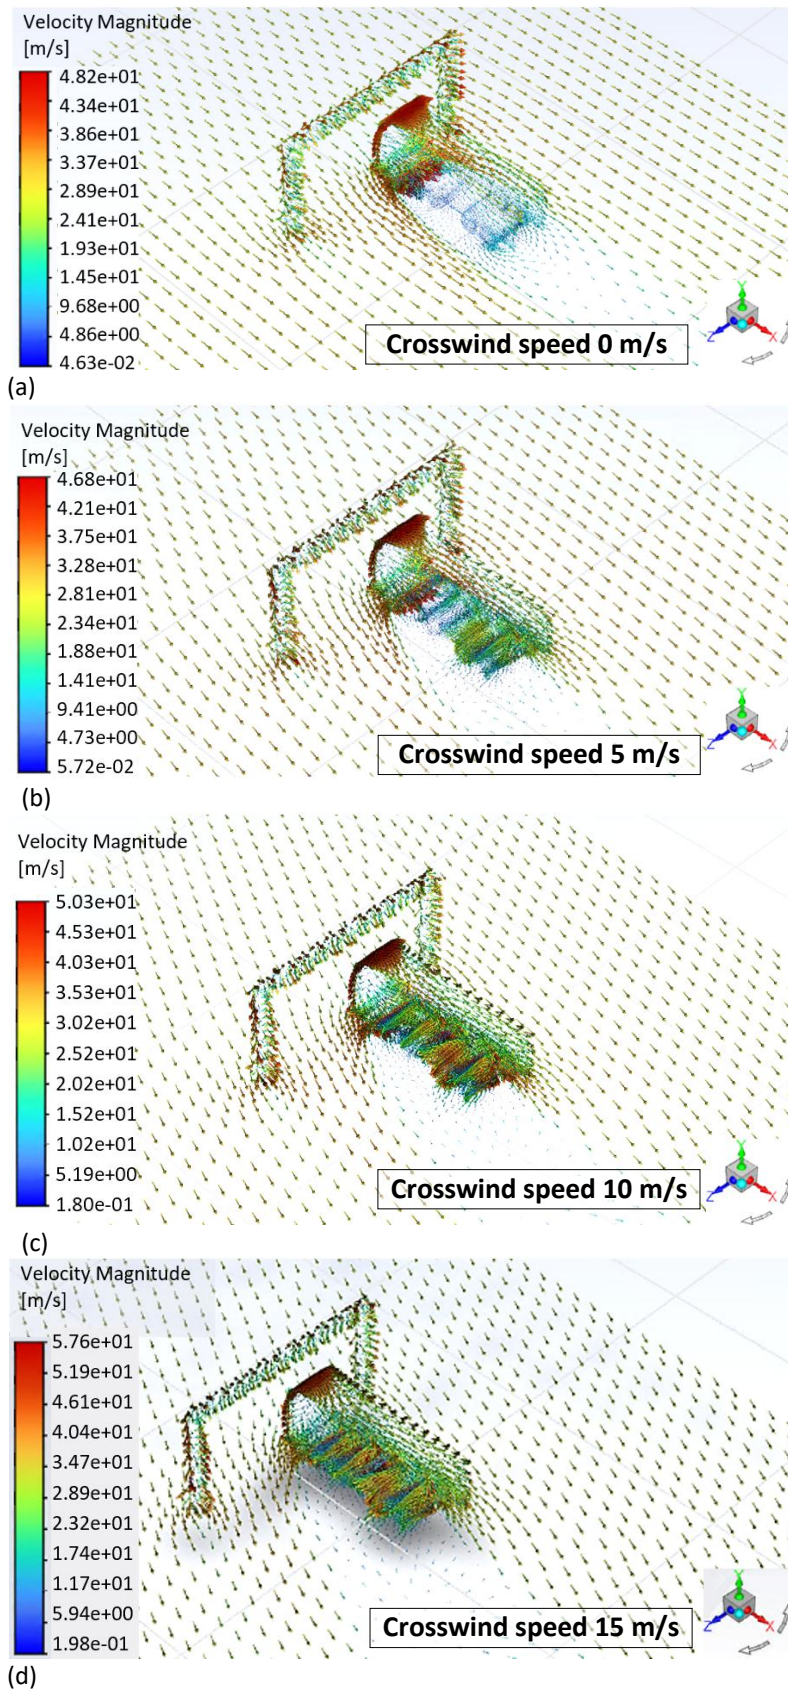 Velocity Magnitude
[m/s]
4.82e+01
4.34e+01
3.86e+01
3.37e+01
2.89e+01
2.41e+01
1.93e+01
1.45e+01
9.68e+00
4.86e+00
4.63e-02
Y
Z
X
Crosswind speed 0 m/s
(a)
Velocity Magnitude
[m/s]
4.68e+01
4.21e+01
3.75e+01
3.28e+01
2.81e+01
2.34e+01
1.88e+01
1.41e+01
9.41e+00
4.73e+00
5.72e-02
Y
Z
X
Crosswind speed 5 m/s
(b)
Velocity Magnitude
[m/s]
5.03e+01
4.53e+01
4.03e+01
3.53e+01
3.02e+01
2.52e+01
2.02e+01
1.52e+01
1.02e+01
5.19e+00
1.80e-01
Y
Z
X
Crosswind speed 10 m/s
(c)
Velocity Magnitude
[m/s]
5.76e+01
5.19e+01
4.61e+01
4.04e+01
3.47e+01
2.89e+01
2.32e+01
1.74e+01
1.17e+01
5.94e+00
1.98e-01
Y
Z
X
Crosswind speed 15 m/s
(d)